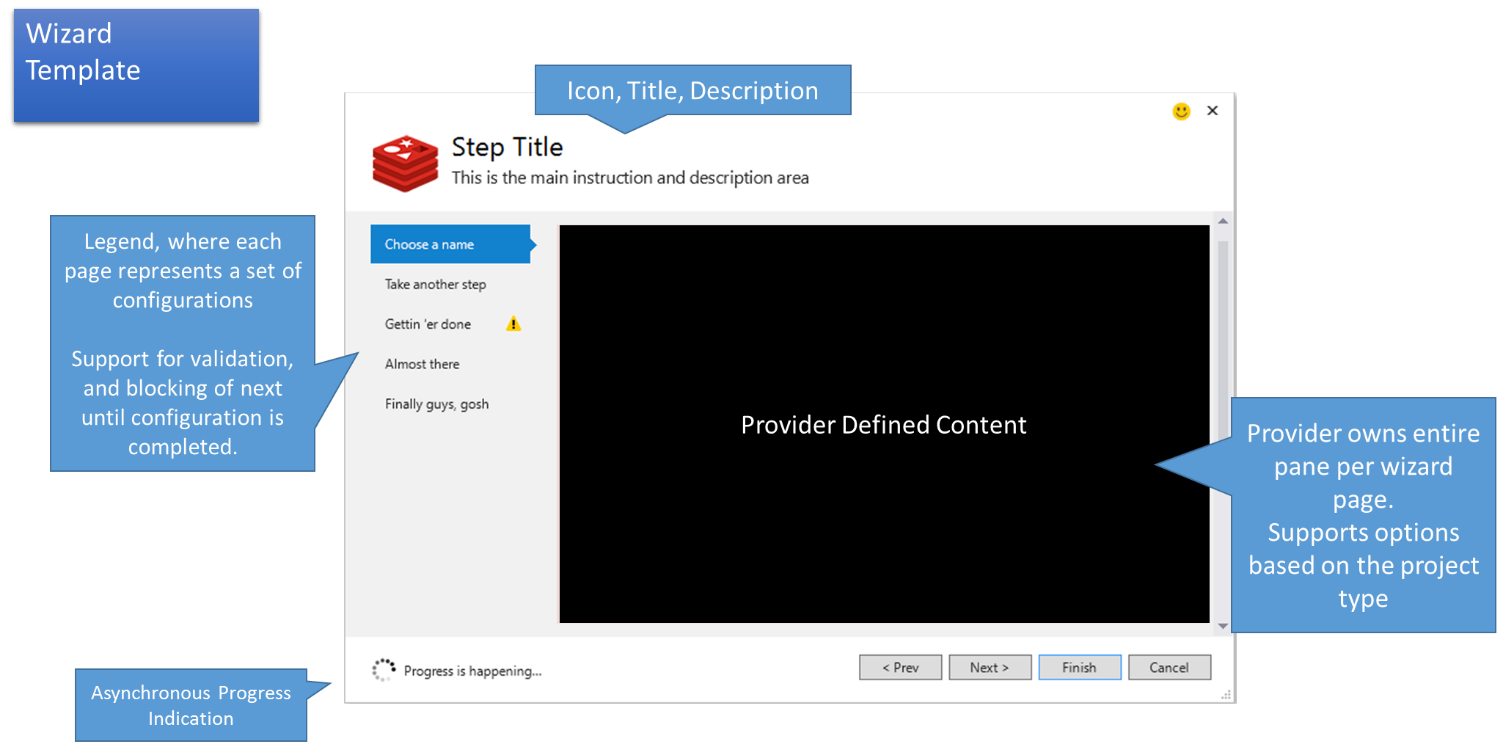 Wizard
Template
Icon, Title, Description
Step Title
This is the main instruction and description area
Legend, where each
page represents a set of
configurations
Support for validation,
and blocking of next
until configuration is
completed.
Choose a name
Take another step
Gettin 'er done
Almost there
Finally guys, gosh
Provider Defined Content
Provider owns entire
pane per wizard
page.
Supports options
based on the project
type
Asynchronous Progress
Indication
Progress is happening...
< Prev
Next >
Finish
Cancel